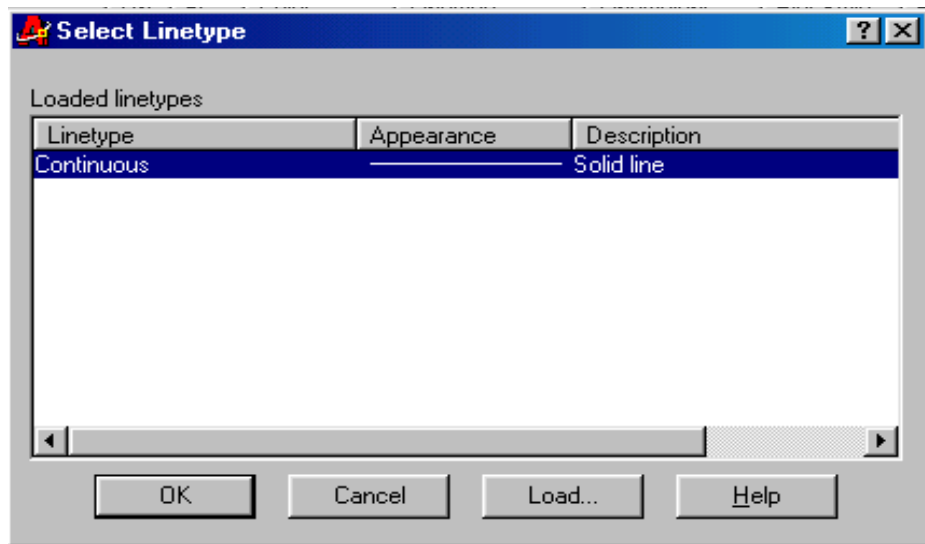 Select Linetype
Loaded linetypes
Linetype Appearance Description
Continuous Solid line
OK Cancel Load... Help